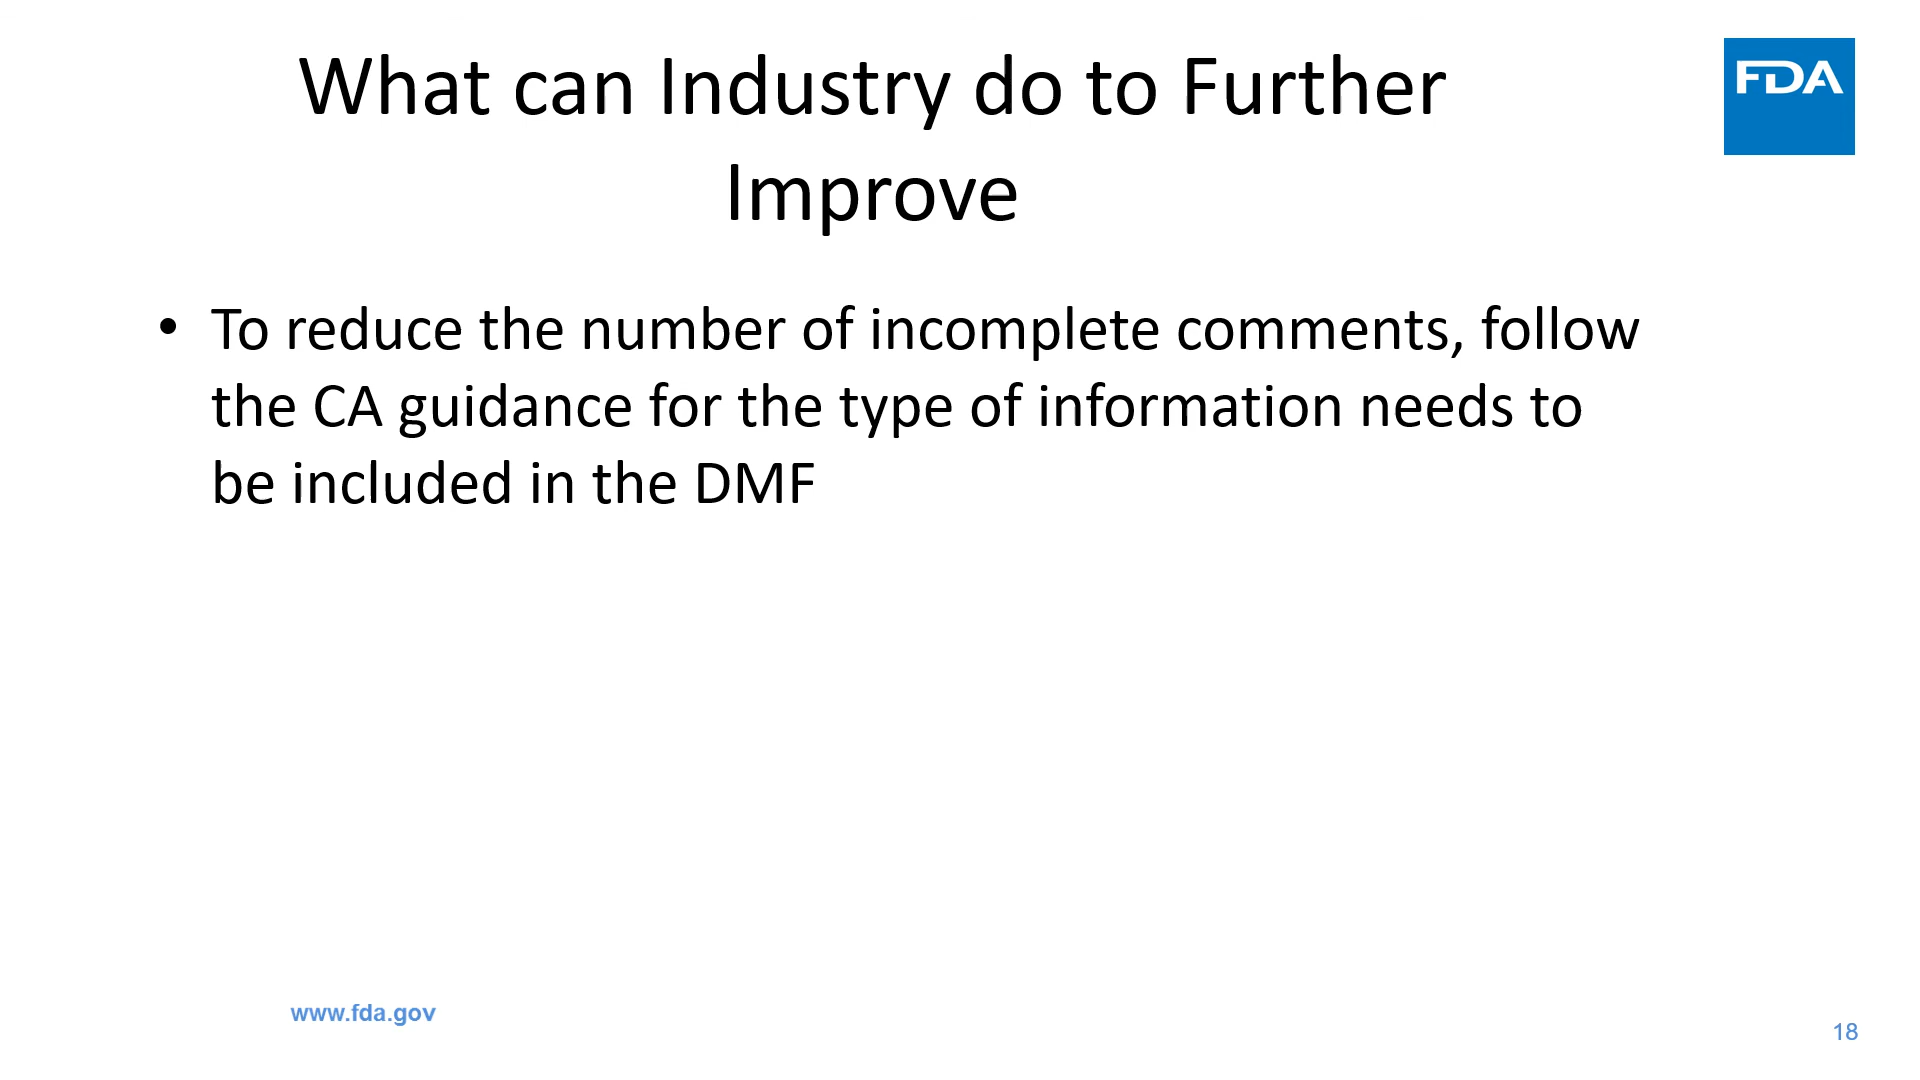 What can Industry do to Further
Improve
FDA
• To reduce the number of incomplete comments, follow
the CA guidance for the type of information needs to
be included in the DMF
www.fda.gov
18